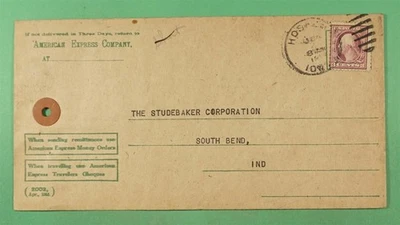 If not delivered in Three Days, return to
AMERICAN EXPRESS COMPANY,
AT
THE STUDEBAKER CORPORATION
SOUTH BEND,
IND
When sending remittances use
American Express Money Orders
When traveling use American
Express Travelers Cheques